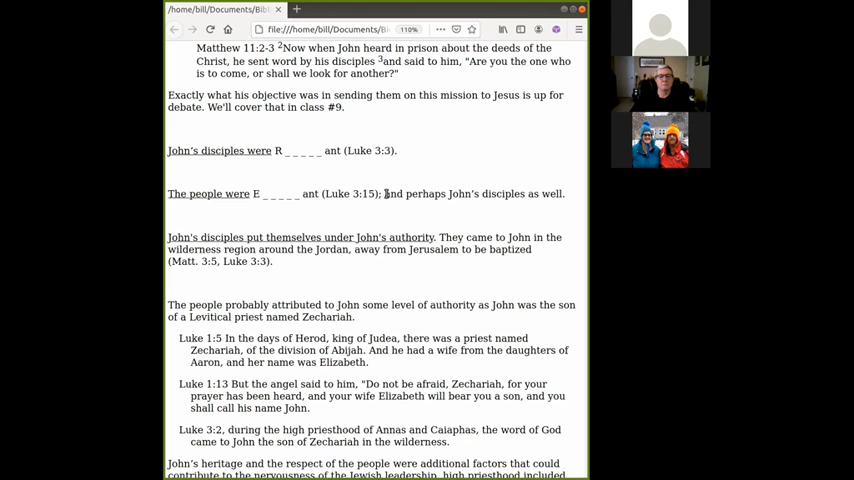 /home/bill/Documents/Bibl
file:///home/bill/Documents/Bi
110%
Matthew 11:2-3 ²Now when John heard in prison about the deeds of the
Christ, he sent word by his disciples ³and said to him, "Are you the one who
is to come, or shall we look for another?"
Exactly what his objective was in sending them on this mission to Jesus is up for
debate. We'll cover that in class #9.
John's disciples were R _ _ _ _ _ ant (Luke 3:3).
The people were E _ _ _ _ _ ant (Luke 3:15); and perhaps John's disciples as well.
John's disciples put themselves under John's authority. They came to John in the
wilderness region around the Jordan, away from Jerusalem to be baptized
(Matt. 3:5, Luke 3:3).
The people probably attributed to John some level of authority as John was the son
of a Levitical priest named Zechariah.
Luke 1:5 In the days of Herod, king of Judea, there was a priest named
Zechariah, of the division of Abijah. And he had a wife from the daughters of
Aaron, and her name was Elizabeth.
Luke 1:13 But the angel said to him, "Do not be afraid, Zechariah, for your
prayer has been heard, and your wife Elizabeth will bear you a son, and you
shall call his name John.
Luke 3:2, during the high priesthood of Annas and Caiaphas, the word of God
came to John the son of Zechariah in the wilderness.
John's heritage and the respect of the people were additional factors that could
contribute to the nervousness of the Jewish leadership, high priesthood included